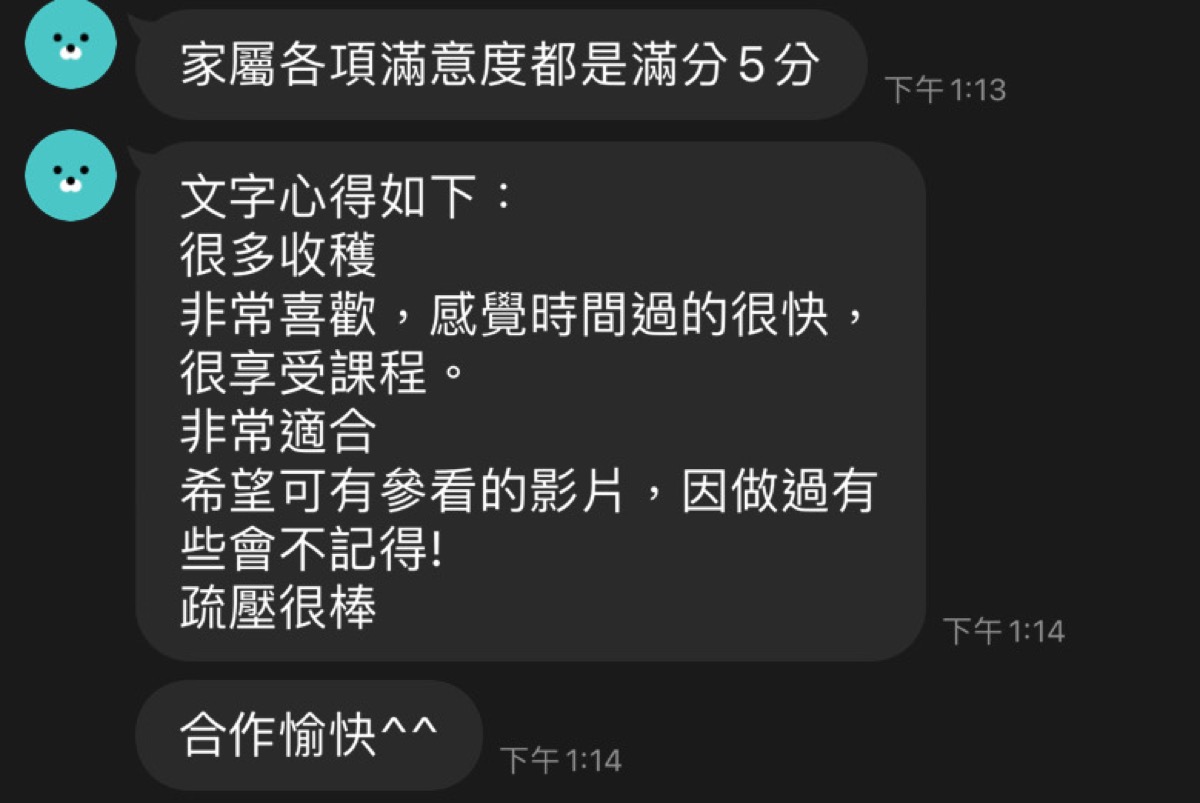 家屬各項滿意度都是滿分5分
下午1:13
文字心得如下：
很多收穫
非常喜歡，感覺時間過的很快，
很享受課程。
非常適合
希望可有參看的影片，因做過有
些會不記得!
疏壓很棒
下午1:14
合作愉快^^
下午1:14